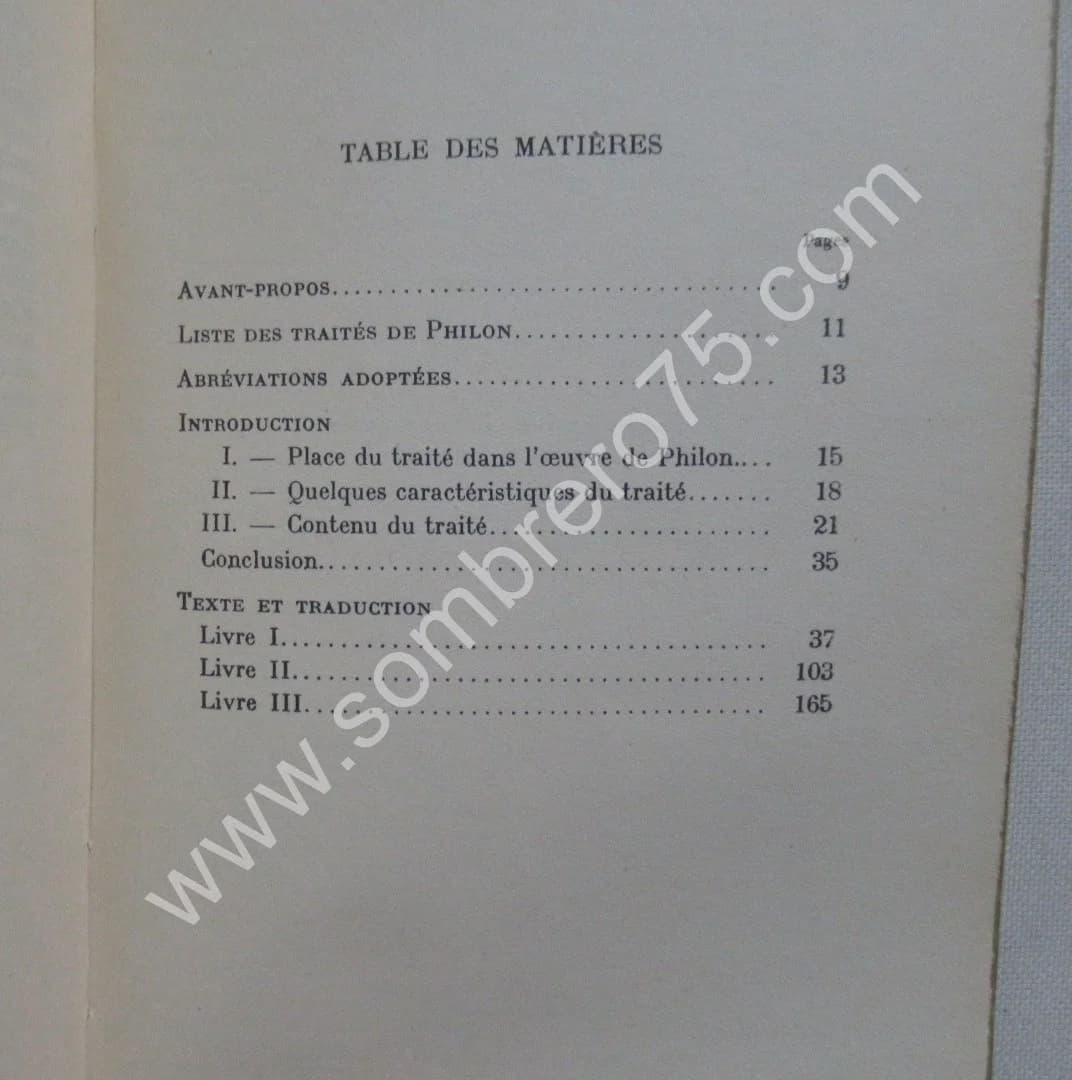 TABLE DES MATIÈRES
Pages
AVANT-PROPOS........................................ 9
LISTE DES TRAITÉS DE PHILON....................... 11
ABRÉVIATIONS ADOPTÉES............................ 13
INTRODUCTION
I. — Place du traité dans l'œuvre de Philon.... 15
II. — Quelques caractéristiques du traité....... 18
III. — Contenu du traité......................... 21
Conclusion....................................... 35
TEXTE ET TRADUCTION
Livre I.......................................... 37
Livre II......................................... 103
Livre III........................................ 165
www.sombrero75.com